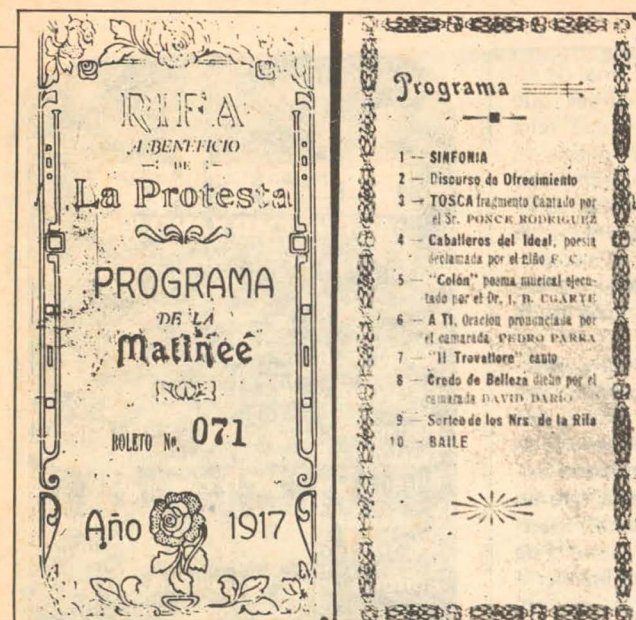 RIFA
A BENEFICIO
—: DE :—
La Protesta
PROGRAMA
DE LA
Matineé
BOLETO No. 071
Año 1917
Programa
1 — SINFONIA
2 — Discurso de Ofrecimiento
3 — TOSCA fragmento Cantado por
el Sr. PONCE RODRIGUEZ
4 — Caballeros del Ideal, poesia
declamada por el niño F. C.
5 — "Colón" poema musical ejecu-
tado por el Dr. J. B. UGARTE
6 — A TI, Oracion pronunciada por
el camarada PEDRO PARRA
7 — "Il Trovattore" canto
8 — Credo de Belleza dicho por el
camarada DAVID DARIO
9 — Sorteo de los Nrs. de la Rifa
10 — BAILE